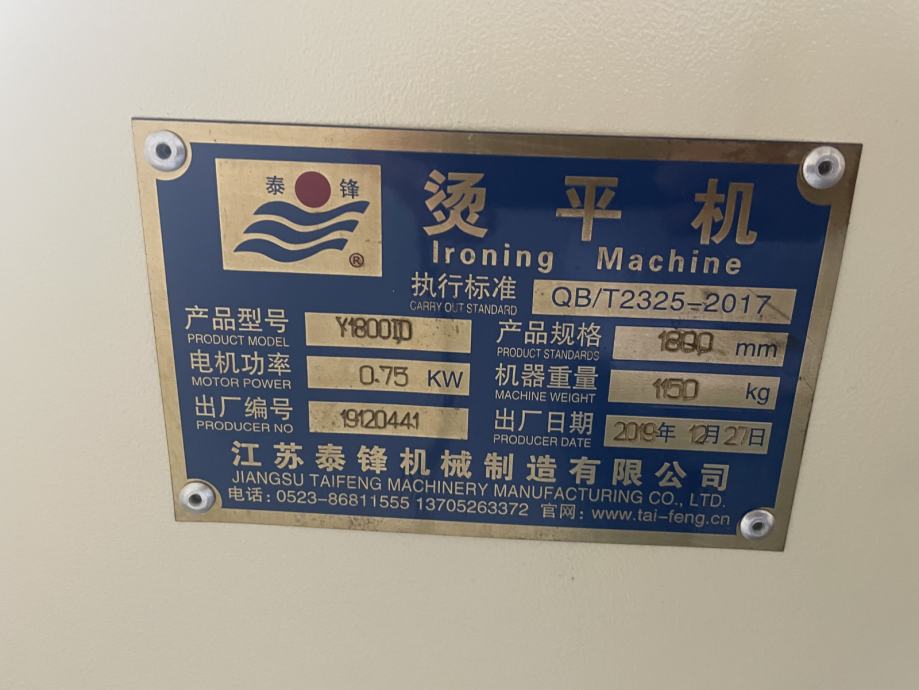 泰 锋
®
烫平机
Ironing Machine
执行标准 QB/T2325-2017
CARRY OUT STANDARD
产品型号 Y1800ⅡD 产品规格 1800 mm
PRODUCT MODEL PRODUCT STANDARDS
电机功率 0.75 KW 机器重量 1150 kg
MOTOR POWER MACHINE WEIGHT
出厂编号 19120441 出厂日期 2019年 12月 27日
PRODUCER NO PRODUCER DATE
江苏泰锋机械制造有限公司
JIANGSU TAIFENG MACHINERY MANUFACTURING CO., LTD.
电话: 0523-86811555 13705263372 官网: www.tai-feng.cn